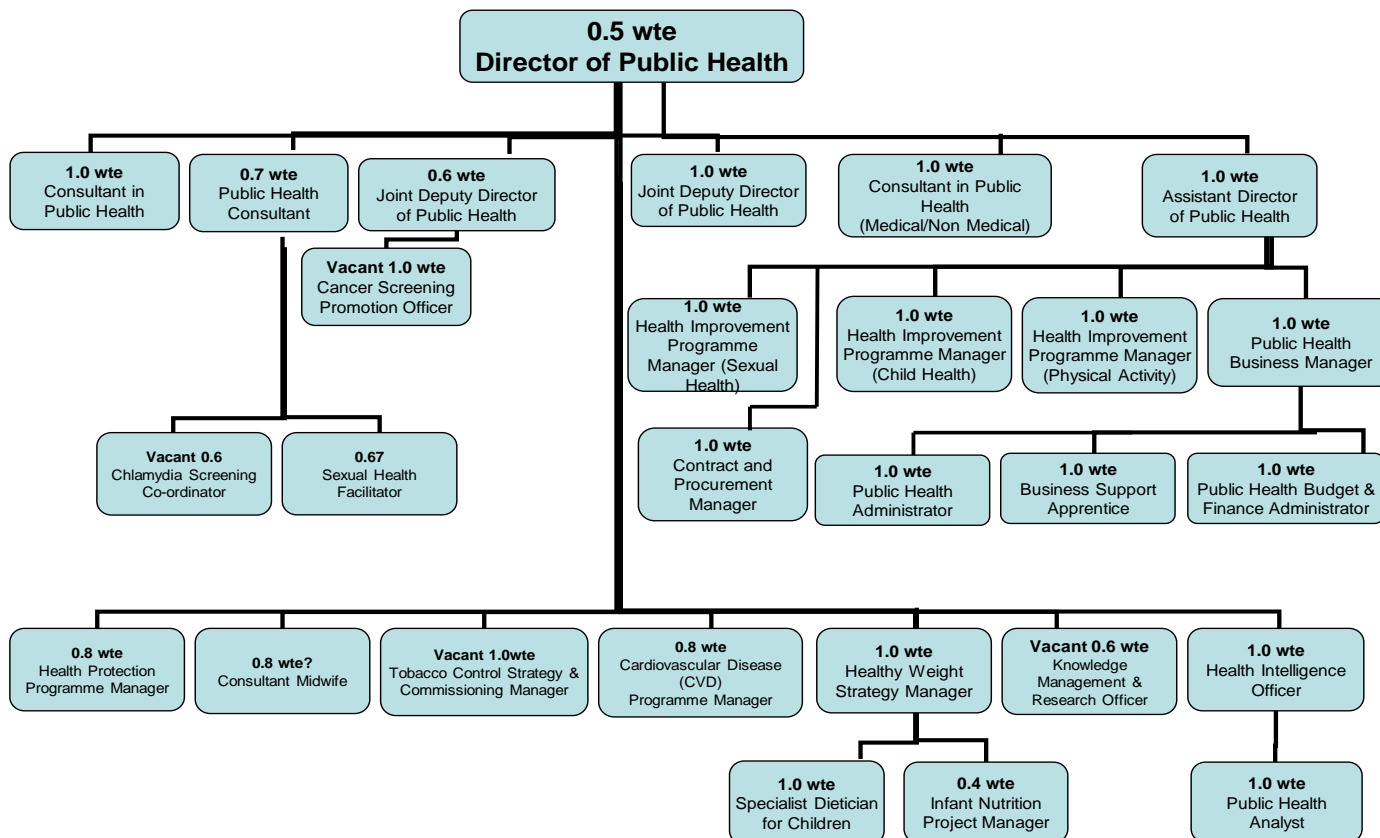 0.5 wte
Director of Public Health
1.0 wte
Consultant in
Public Health
0.7 wte
Public Health
Consultant
0.6 wte
Joint Deputy Director
of Public Health
1.0 wte
Joint Deputy Director
of Public Health
1.0 wte
Consultant in Public
Health
(Medical/Non Medical)
1.0 wte
Assistant Director
of Public Health
Vacant 1.0 wte
Cancer Screening
Promotion Officer
1.0 wte
Health Improvement
Programme
Manager (Sexual
Health)
1.0 wte
Health Improvement
Programme Manager
(Child Health)
1.0 wte
Health Improvement
Programme Manager
(Physical Activity)
1.0 wte
Public Health
Business Manager
Vacant 0.6
Chlamydia Screening
Co-ordinator
0.67
Sexual Health
Facilitator
1.0 wte
Contract and
Procurement
Manager
1.0 wte
Public Health
Administrator
1.0 wte
Business Support
Apprentice
1.0 wte
Public Health Budget &
Finance Administrator
0.8 wte
Health Protection
Programme Manager
0.8 wte?
Consultant Midwife
Vacant 1.0wte
Tobacco Control Strategy &
Commissioning Manager
0.8 wte
Cardiovascular Disease
(CVD)
Programme Manager
1.0 wte
Healthy Weight
Strategy Manager
Vacant 0.6 wte
Knowledge
Management &
Research Officer
1.0 wte
Health Intelligence
Officer
1.0 wte
Specialist Dietician
for Children
0.4 wte
Infant Nutrition
Project Manager
1.0 wte
Public Health
Analyst